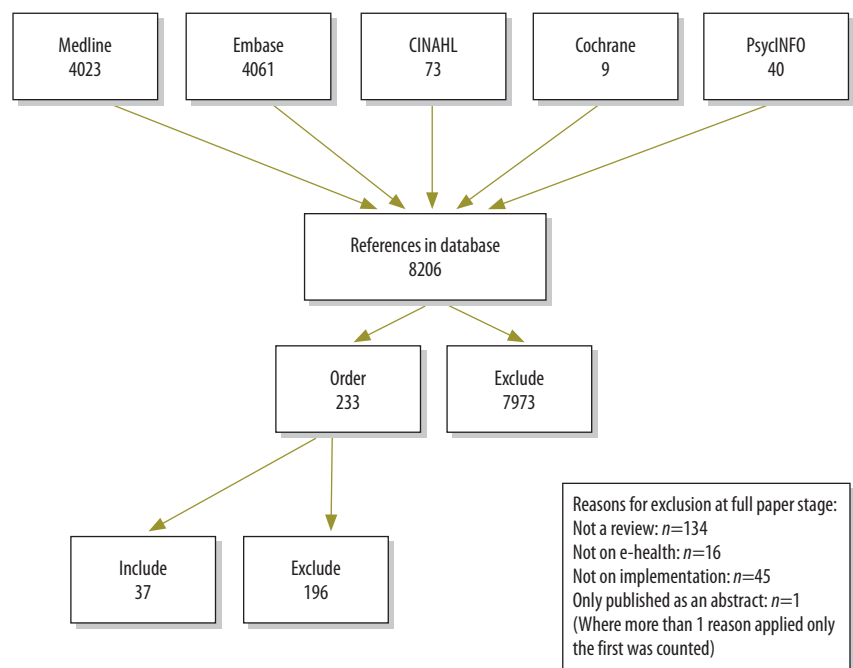 Medline
4023
Embase
4061
CINAHL
73
Cochrane
9
PsycINFO
40
References in database
8206
Order
233
Exclude
7973
Include
37
Exclude
196
Reasons for exclusion at full paper stage:
Not a review: n=134
Not on e-health: n=16
Not on implementation: n=45
Only published as an abstract: n=1
(Where more than 1 reason applied only
the first was counted)